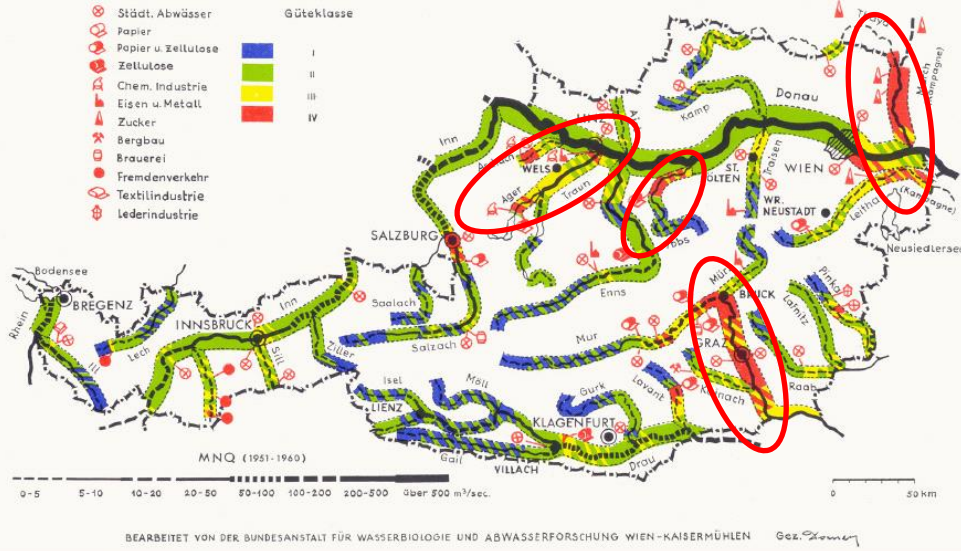 Städt. Abwässer
Papier
Papier u. Zellulose
Zellulose
Chem. Industrie
Eisen u. Metall
Zucker
Bergbau
Brauerei
Fremdenverkehr
Textilindustrie
Lederindustrie
Güteklasse
I
II
III
IV
Thaya
March
(Kampagne)
Donau
Kamp
Inn
WELS
Ager
Traun
ST.
PÖLTEN
Traisen
WIEN
WR.
NEUSTADT
Leitha
(Kampagne)
Neusiedlersee
SALZBURG
Enns
Bodensee
BREGENZ
Rhein
Ill
Lech
INNSBRUCK
Inn
Sill
Ziller
Saalach
Salzach
Mur
Mürz
BRUCK
GRAZ
Pinka
Lafnitz
Raab
Kainach
Lavant
Gurk
Isel
Möll
LIENZ
Gail
VILLACH
KLAGENFURT
Drau
MNQ (1951-1960)
0-5 5-10 10-20 20-50 50-100 100-200 200-500 über 500 m³/sec.
0 50 km
BEARBEITET VON DER BUNDESANSTALT FÜR WASSERBIOLOGIE UND ABWASSERFORSCHUNG WIEN-KAISERMÜHLEN Gez.